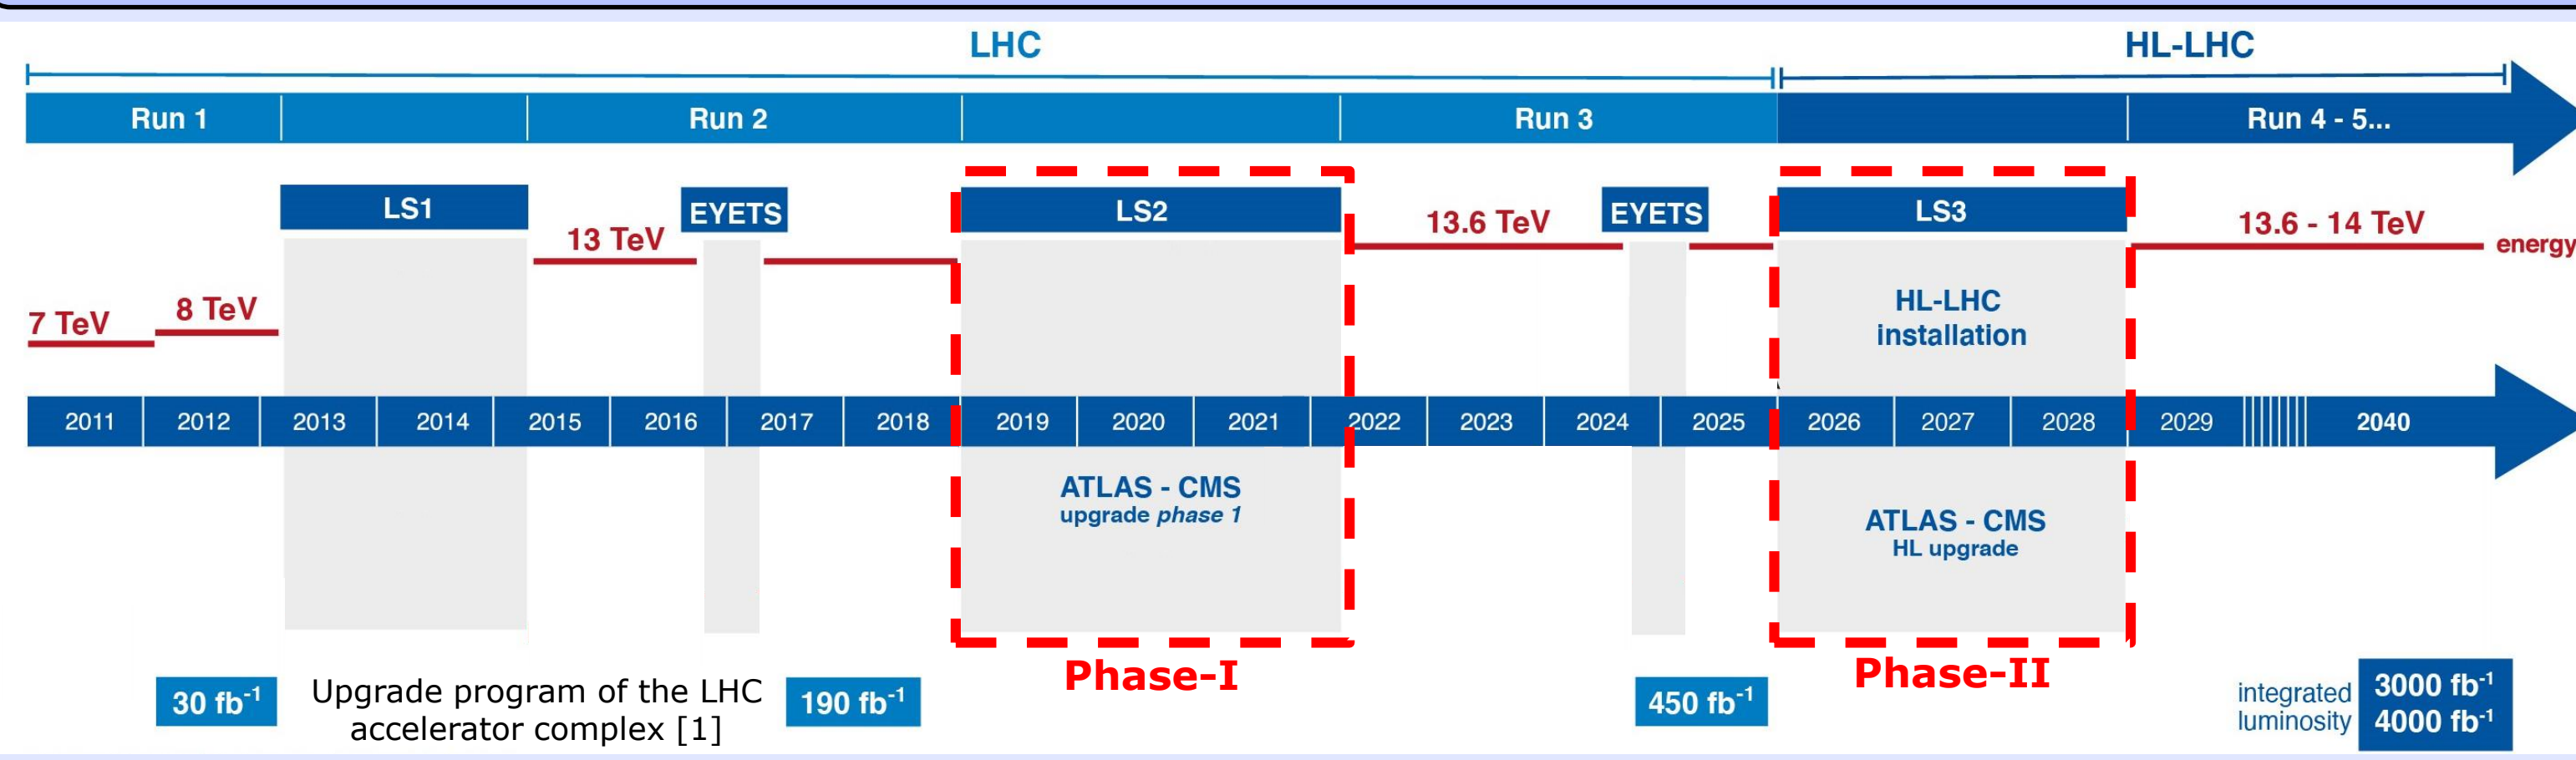 LHC
HL-LHC
Run 1
Run 2
Run 3
Run 4 - 5...
LS1
EYETS
LS2
EYETS
LS3
13 TeV
13.6 TeV
13.6 - 14 TeV
energy
7 TeV
8 TeV
HL-LHC
installation
2011
2012
2013
2014
2015
2016
2017
2018
2019
2020
2021
2022
2023
2024
2025
2026
2027
2028
2029
2040
ATLAS - CMS
upgrade phase 1
ATLAS - CMS
HL upgrade
Phase-I
Phase-II
30 fb⁻¹
Upgrade program of the LHC
accelerator complex [1]
190 fb⁻¹
450 fb⁻¹
integrated
luminosity
3000 fb⁻¹
4000 fb⁻¹